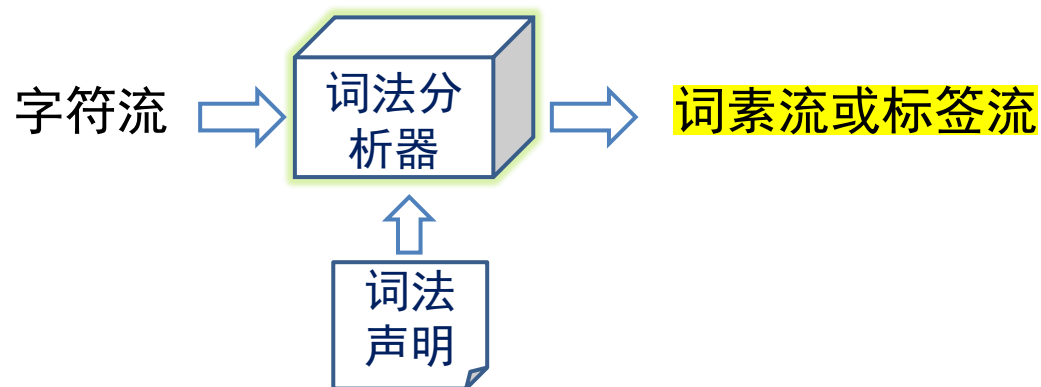 字符流
词法分
析器
词素流或标签流
词法
声明